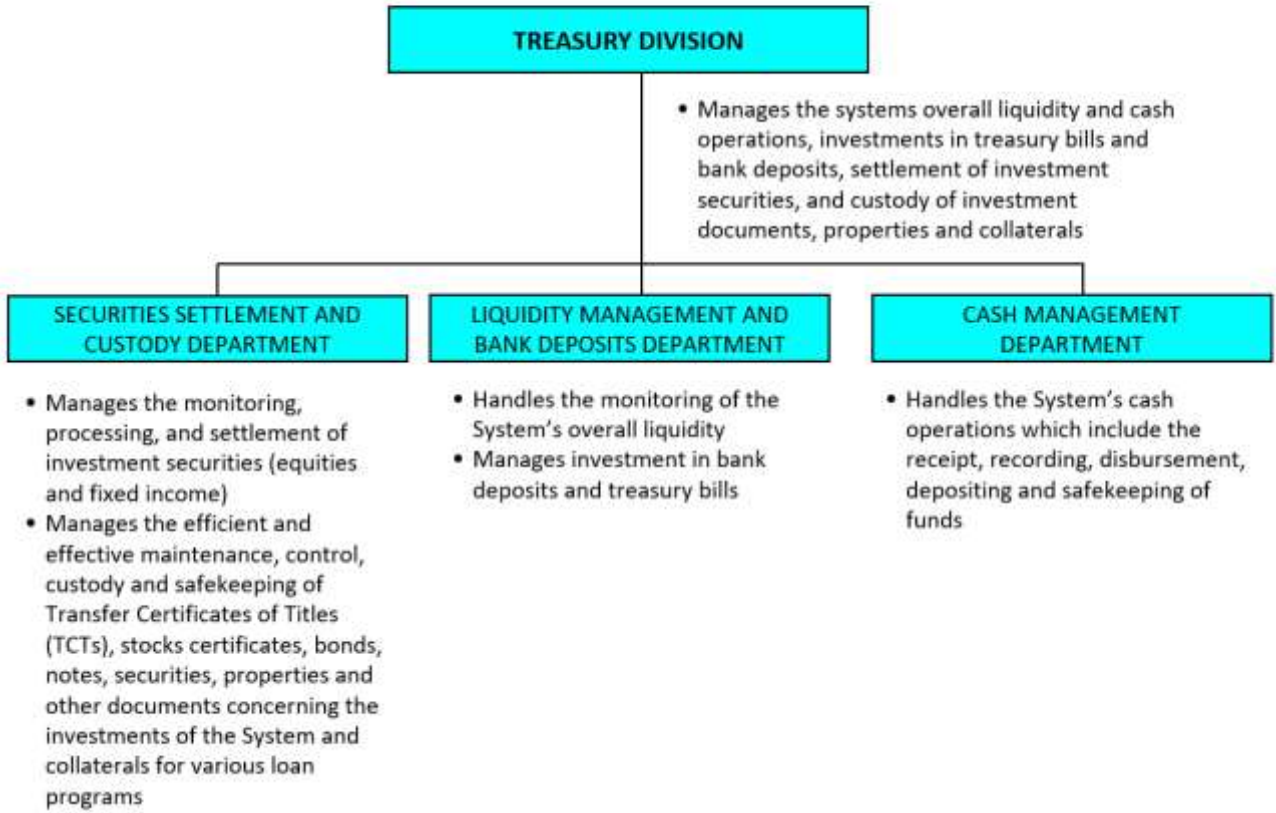 TREASURY DIVISION
• Manages the systems overall liquidity and cash
operations, investments in treasury bills and
bank deposits, settlement of investment
securities, and custody of investment
documents, properties and collaterals
SECURITIES SETTLEMENT AND
CUSTODY DEPARTMENT
• Manages the monitoring,
processing, and settlement of
investment securities (equities
and fixed income)
• Manages the efficient and
effective maintenance, control,
custody and safekeeping of
Transfer Certificates of Titles
(TCTs), stocks certificates, bonds,
notes, securities, properties and
other documents concerning the
investments of the System and
collaterals for various loan
programs
LIQUIDITY MANAGEMENT AND
BANK DEPOSITS DEPARTMENT
• Handles the monitoring of the
System's overall liquidity
• Manages investment in bank
deposits and treasury bills
CASH MANAGEMENT
DEPARTMENT
• Handles the System's cash
operations which include the
receipt, recording, disbursement,
depositing and safekeeping of
funds